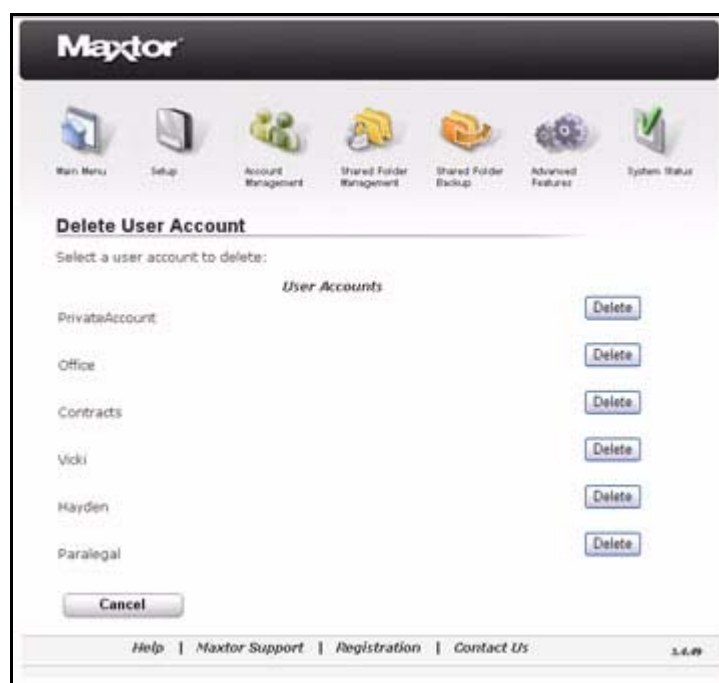 Maxtor
Main Menu
Setup
Account Management
Shared Folder Management
Shared Folder Backup
Advanced Features
System Status
Delete User Account
Select a user account to delete:
User Accounts
PrivateAccount Delete
Office Delete
Contracts Delete
Vicki Delete
Hayden Delete
Paralegal Delete
Cancel
Help | Maxtor Support | Registration | Contact Us